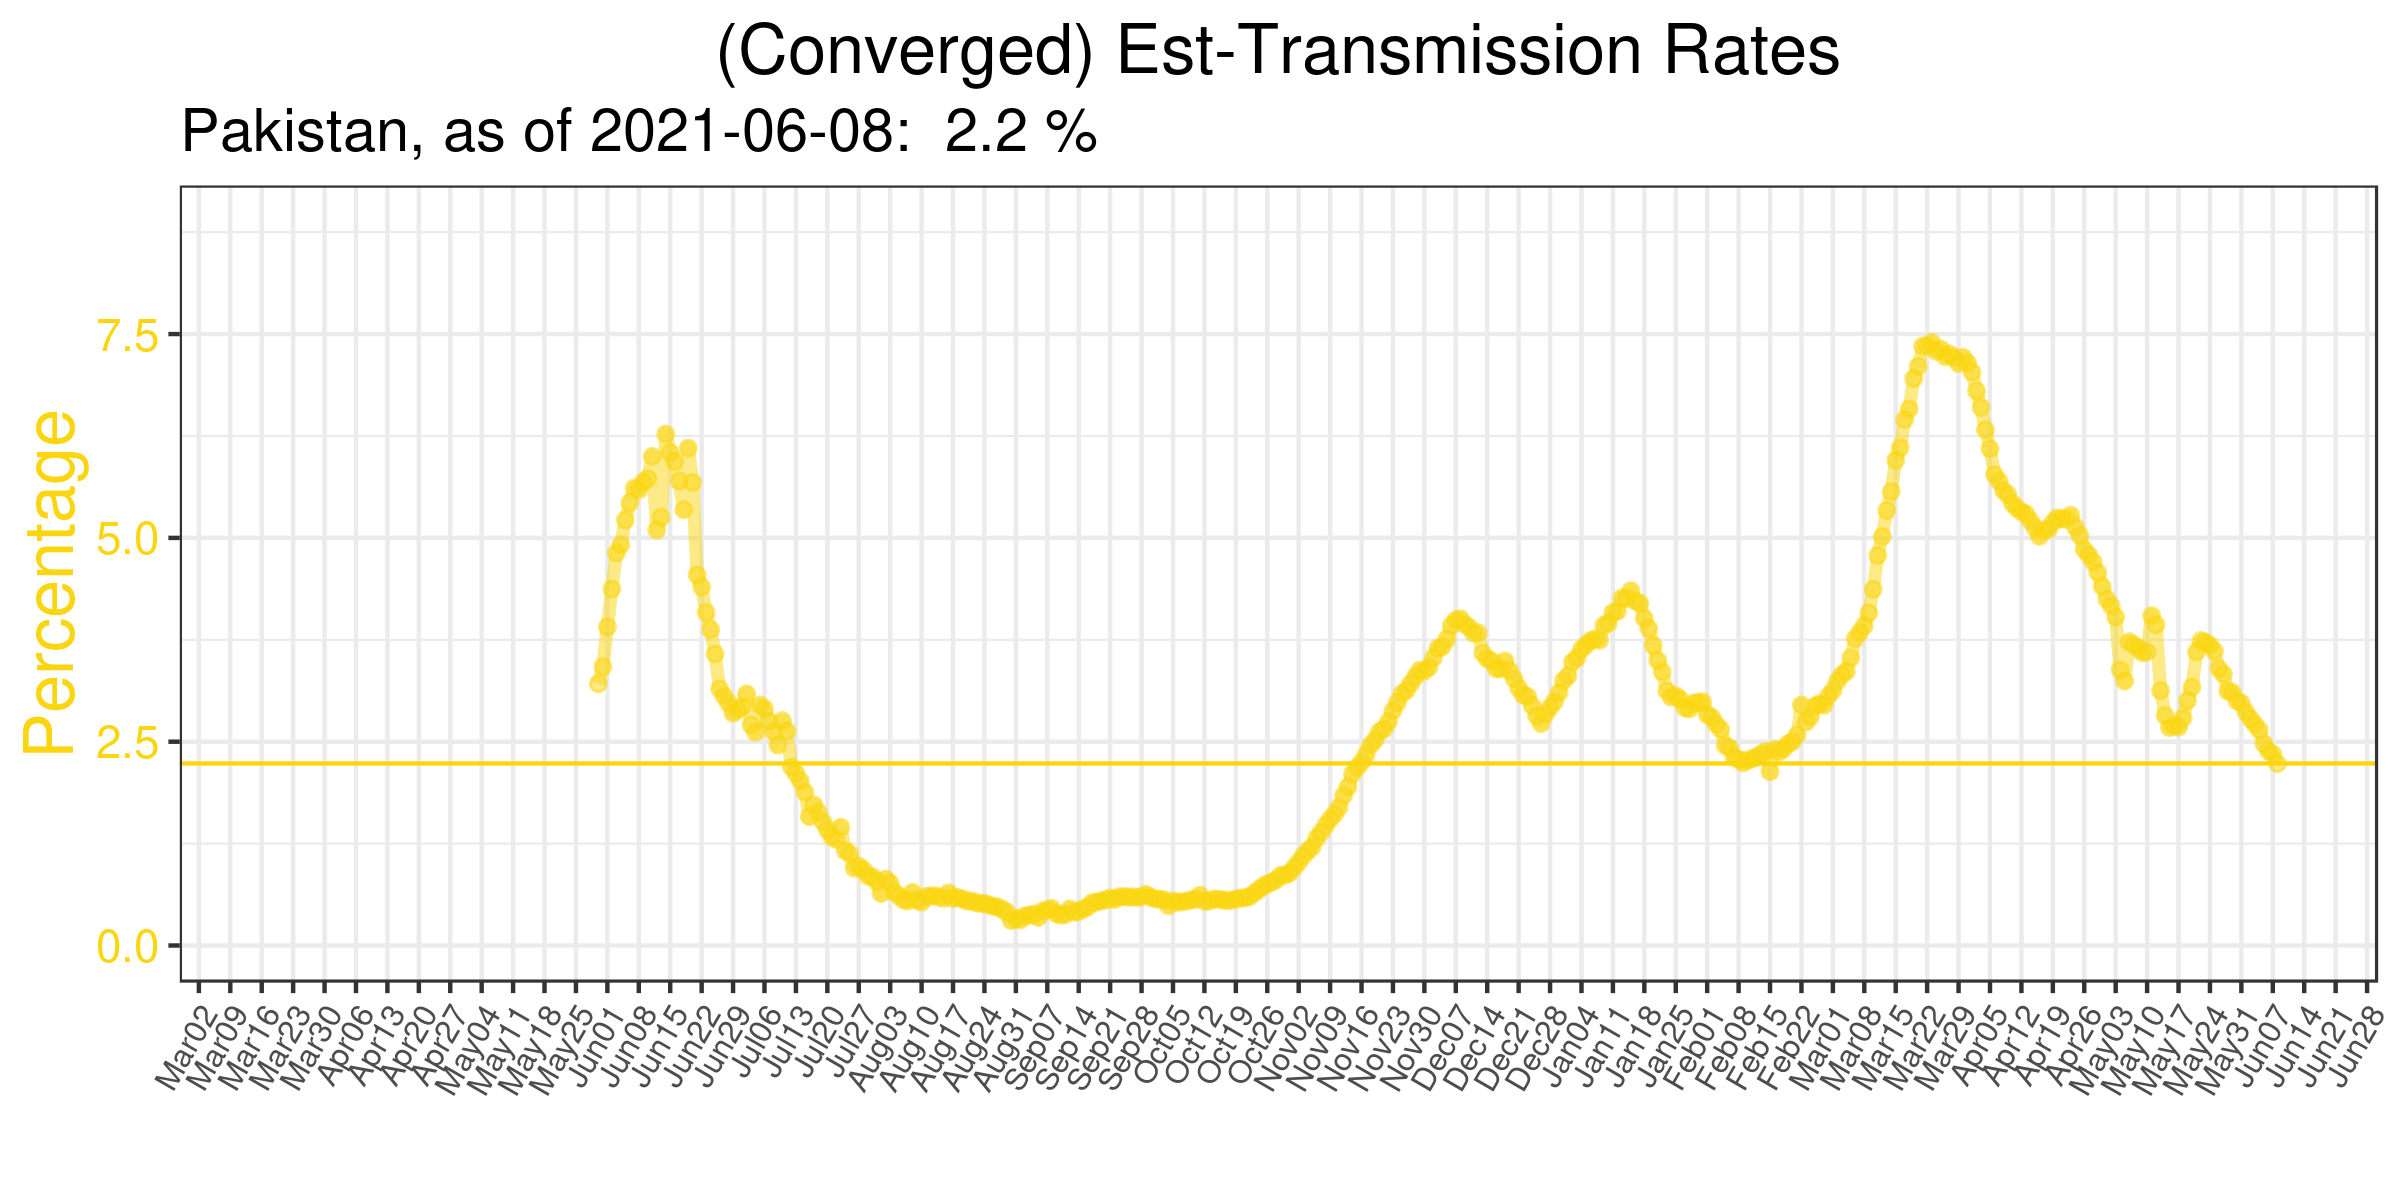 (Converged) Est-Transmission Rates
Pakistan, as of 2021-06-08:  2.2 %
Percentage
7.5
5.0
2.5
0.0
Mar02
Mar09
Mar16
Mar23
Mar30
Apr06
Apr13
Apr20
Apr27
May04
May11
May18
May25
Jun01
Jun08
Jun15
Jun22
Jun29
Jul06
Jul13
Jul20
Jul27
Aug03
Aug10
Aug17
Aug24
Aug31
Sep07
Sep14
Sep21
Sep28
Oct05
Oct12
Oct19
Oct26
Nov02
Nov09
Nov16
Nov23
Nov30
Dec07
Dec14
Dec21
Dec28
Jan04
Jan11
Jan18
Jan25
Feb01
Feb08
Feb15
Feb22
Mar01
Mar08
Mar15
Mar22
Mar29
Apr05
Apr12
Apr19
Apr26
May03
May10
May17
May24
May31
Jun07
Jun14
Jun21
Jun28